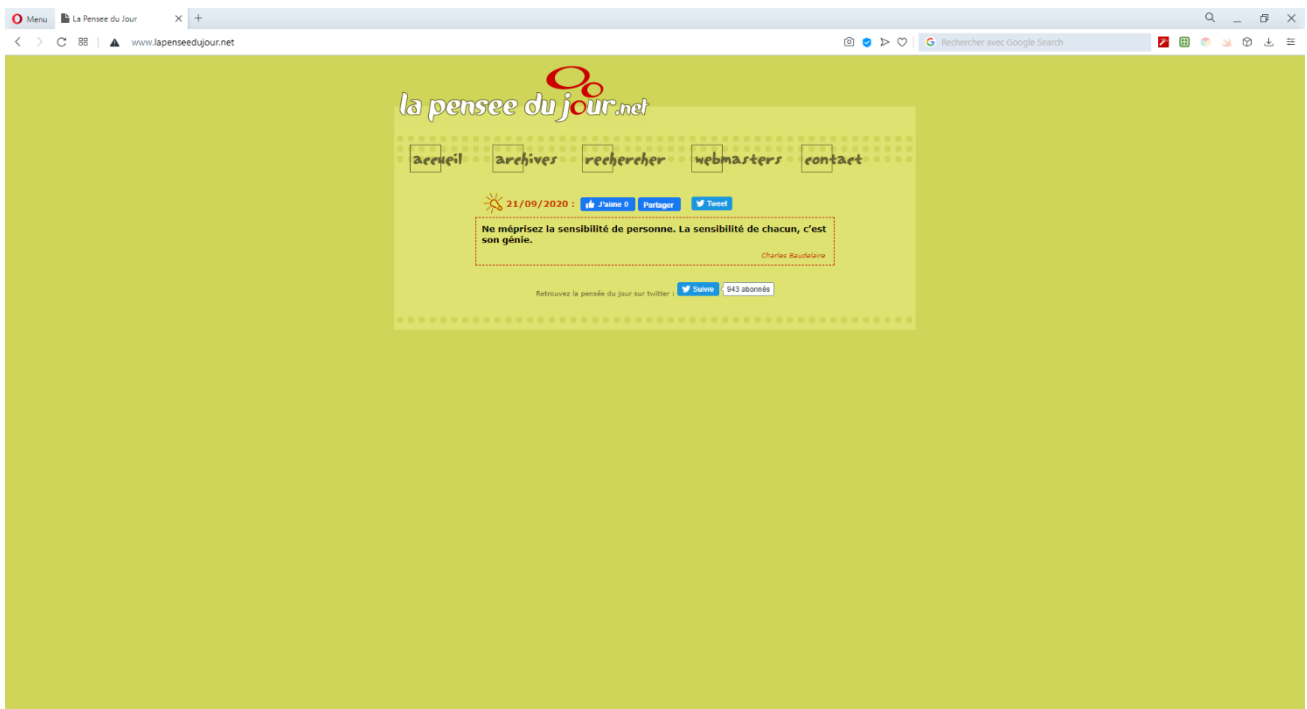 Menu La Pensee du Jour
www.lapenseedujour.net Rechercher avec Google Search
la pensee du jour.net
accueil archives rechercher webmasters contact
21/09/2020 : J'aime 0 Partager Tweet
Ne méprisez la sensibilité de personne. La sensibilité de chacun, c’est
son génie.
Charles Baudelaire
Retrouvez la pensée du jour sur twitter : Suivre 943 abonnés